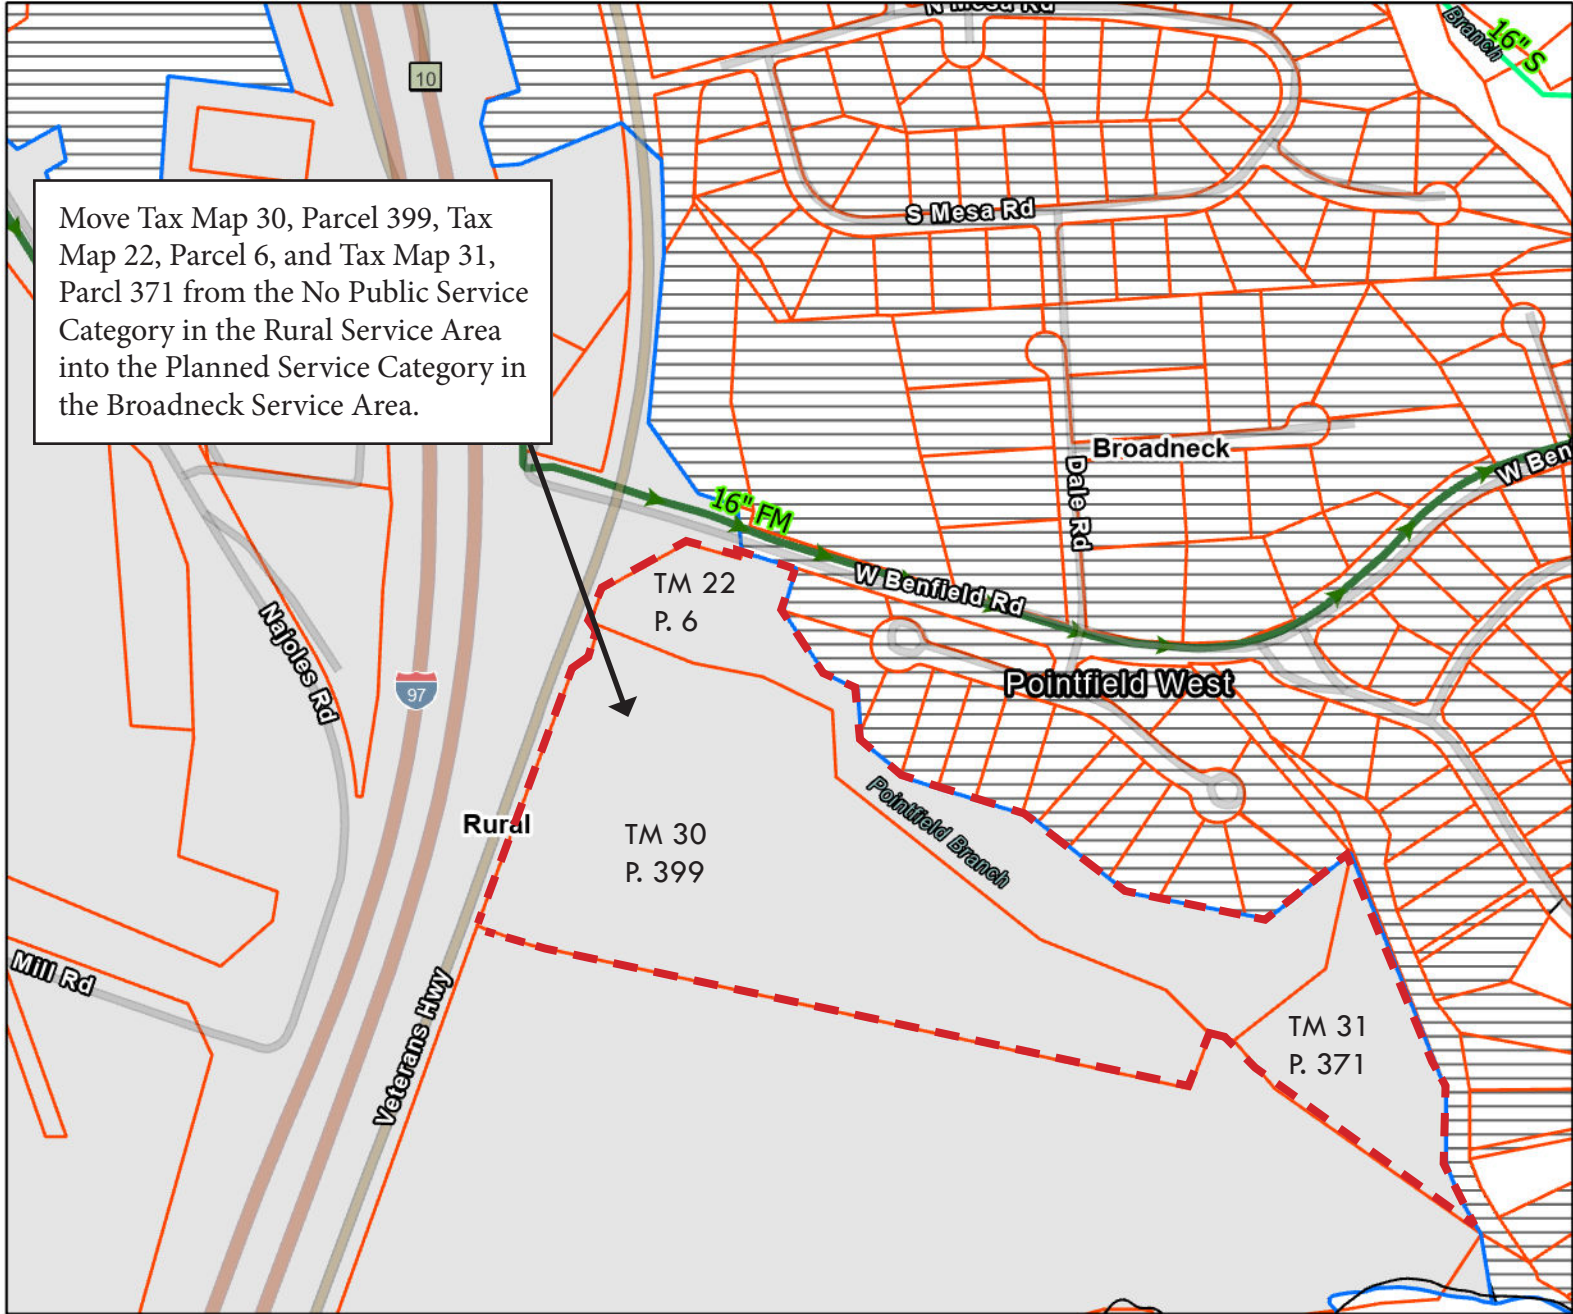 N Mesa Rd
Branch
16" S
10
Move Tax Map 30, Parcel 399, Tax
Map 22, Parcel 6, and Tax Map 31,
Parcl 371 from the No Public Service
Category in the Rural Service Area
into the Planned Service Category in
the Broadneck Service Area.
S Mesa Rd
Broadneck
W Ben
Dale Rd
16" FM
W Benfield Rd
TM 22
P. 6
Najoles Rd
97
Pointfield West
Pointfield Branch
Rural
TM 30
P. 399
Mill Rd
Veterans Hwy
TM 31
P. 371